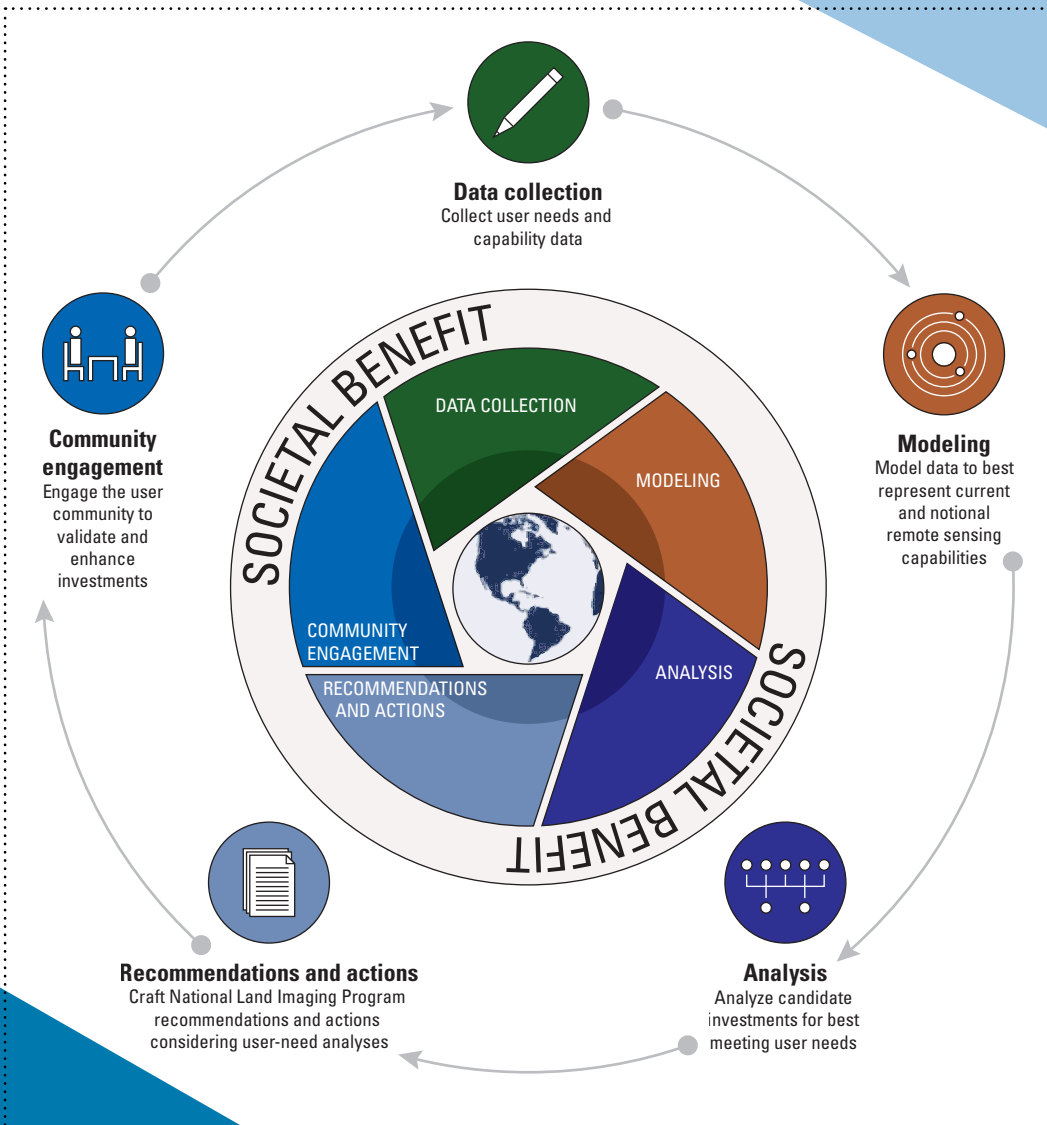 Data collection
Collect user needs and
capability data
Modeling
Model data to best
represent current
and notional
remote sensing
capabilities
Analysis
Analyze candidate
investments for best
meeting user needs
Recommendations and actions
Craft National Land Imaging Program
recommendations and actions
considering user-need analyses
Community
engagement
Engage the user
community to
validate and
enhance
investments
SOCIETAL BENEFIT
DATA COLLECTION
MODELING
ANALYSIS
RECOMMENDATIONS
AND ACTIONS
COMMUNITY
ENGAGEMENT
SOCIETAL BENEFIT